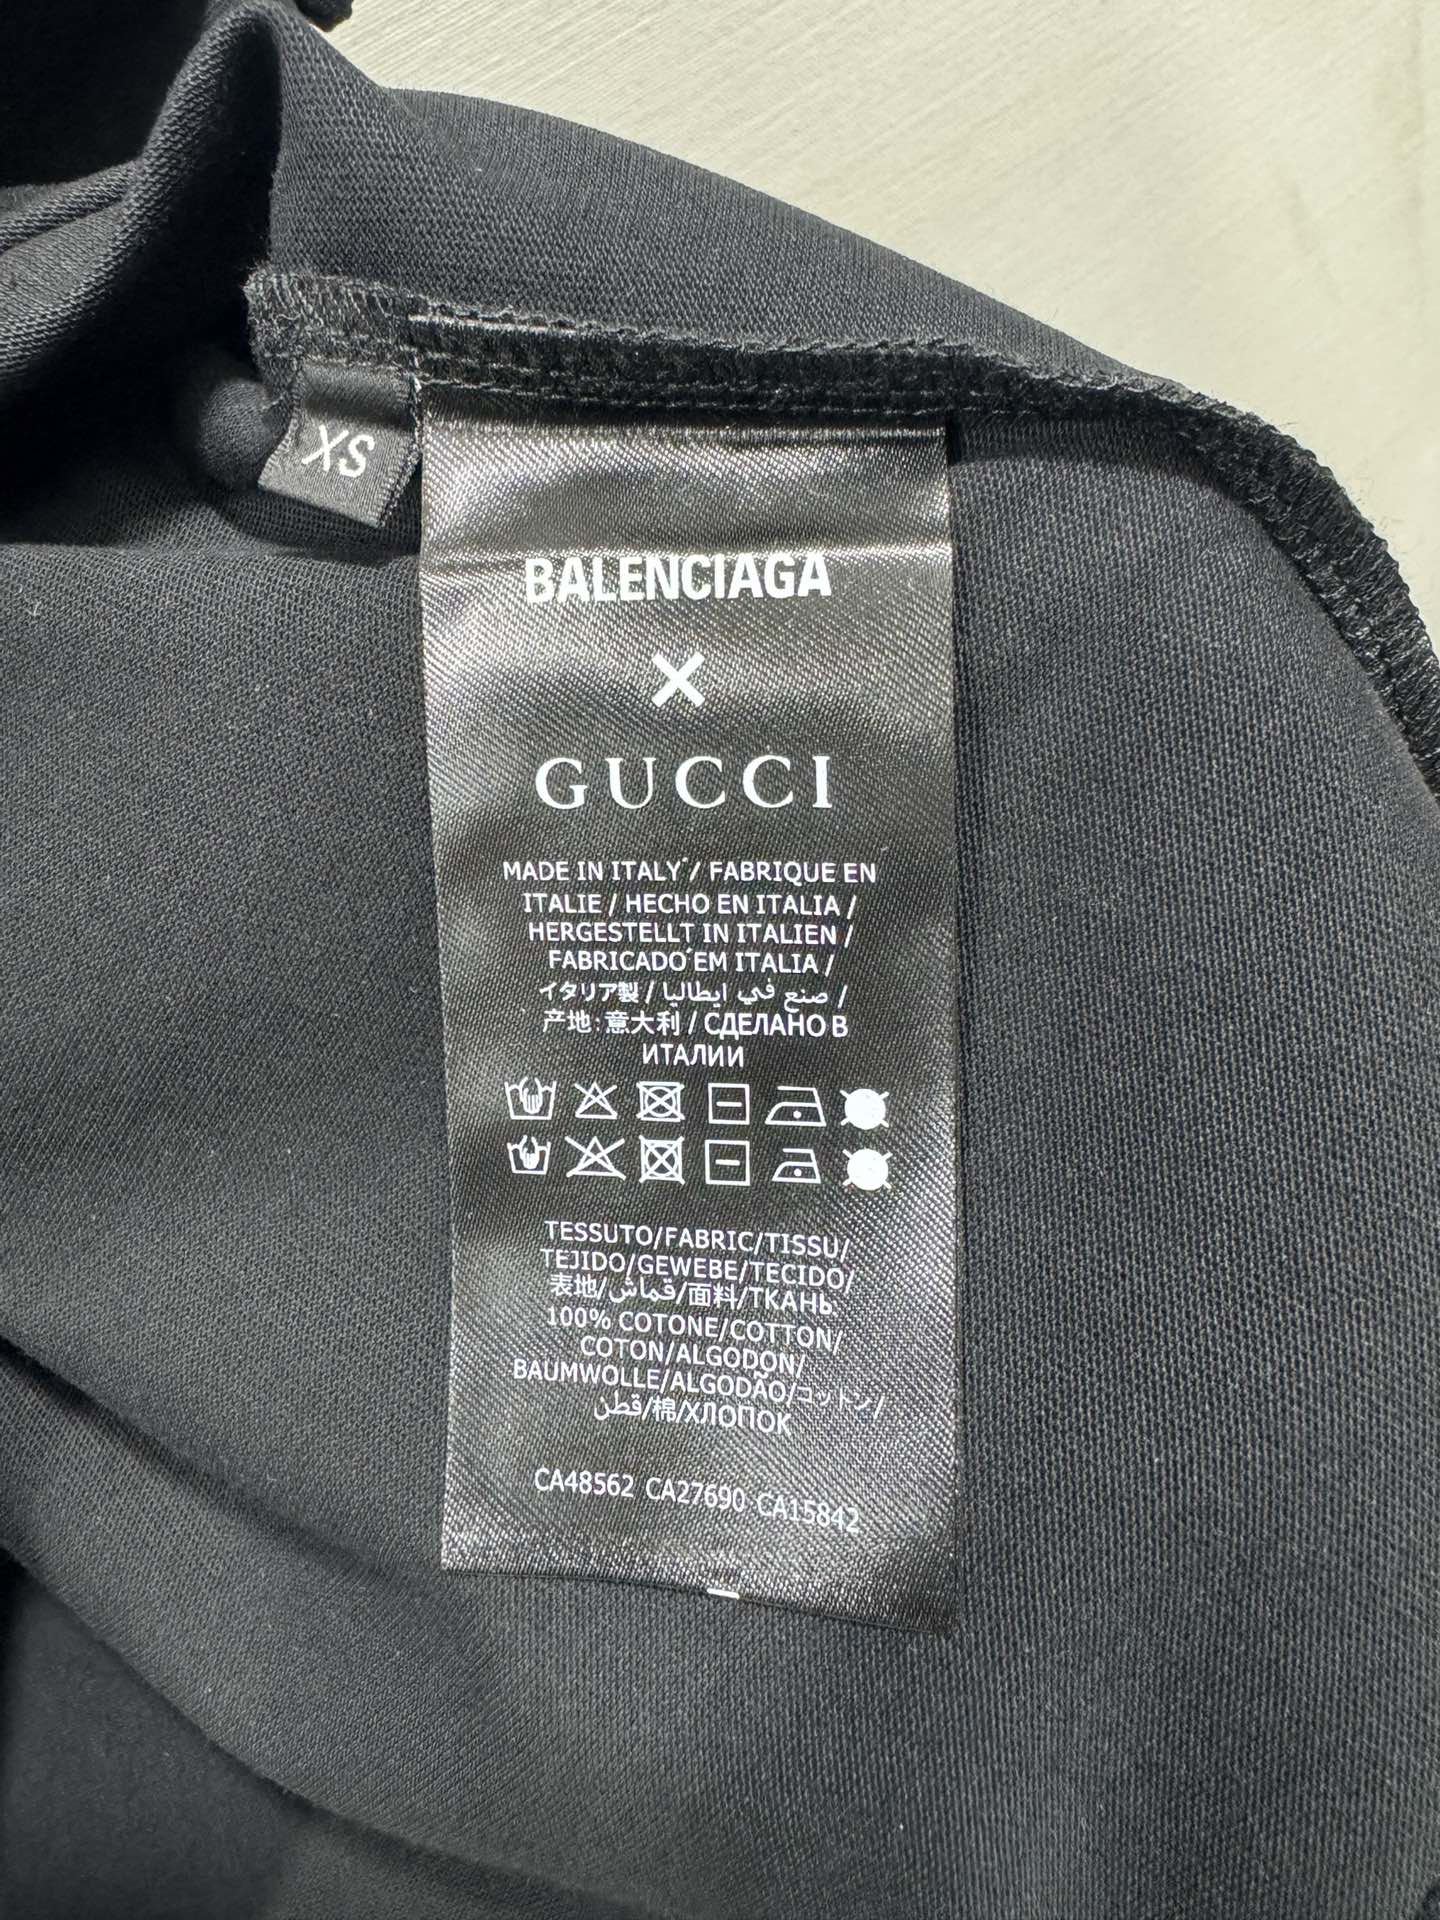 XS
BALENCIAGA
×
GUCCI
MADE IN ITALY / FABRIQUE EN
ITALIE / HECHO EN ITALIA /
HERGESTELLT IN ITALIEN /
FABRICADO EM ITALIA /
イタリア製 / صنع في ايطاليا /
产地:意大利 / СДЕЛАНО В
ИТАЛИИ
TESSUTO/FABRIC/TISSU/
TEJIDO/GEWEBE/TECIDO/
表地/قماش/面料/ТКАНЬ
100% COTONE/COTTON/
COTON/ALGODON/
BAUMWOLLE/ALGODÃO/コットン/
قطن/棉/ХЛОПОК
CA48562 CA27690 CA15842